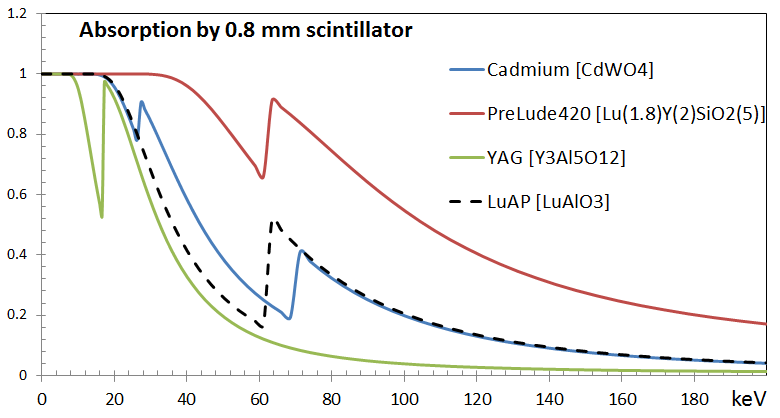 Absorption by 0.8 mm scintillator
1.2
1
0.8
0.6
0.4
0.2
0
Cadmium [CdWO4]
PreLude420 [Lu(1.8)Y(2)SiO2(5)]
YAG [Y3Al5O12]
LuAP [LuAlO3]
0 20 40 60 80 100 120 140 160 180 keV